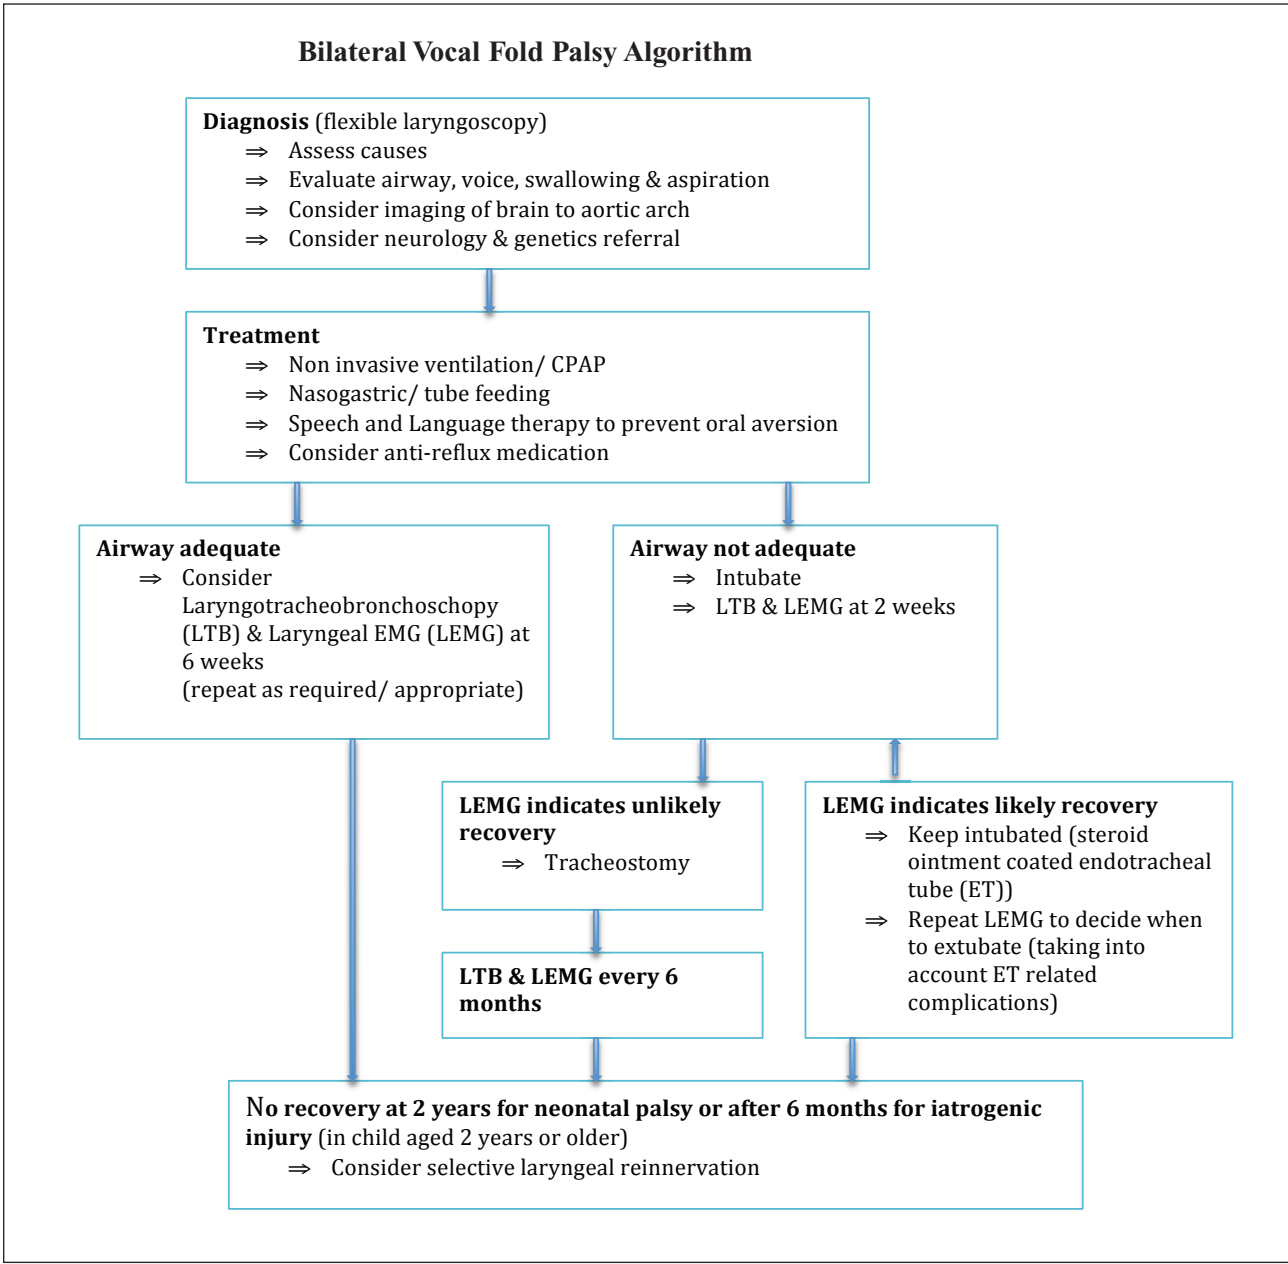 Bilateral Vocal Fold Palsy Algorithm
Diagnosis (flexible laryngoscopy)
⇒ Assess causes
⇒ Evaluate airway, voice, swallowing & aspiration
⇒ Consider imaging of brain to aortic arch
⇒ Consider neurology & genetics referral
Treatment
⇒ Non invasive ventilation/ CPAP
⇒ Nasogastric/ tube feeding
⇒ Speech and Language therapy to prevent oral aversion
⇒ Consider anti-reflux medication
Airway adequate
⇒ Consider
Laryngotracheobronchoschopy
(LTB) & Laryngeal EMG (LEMG) at
6 weeks
(repeat as required/ appropriate)
Airway not adequate
⇒ Intubate
⇒ LTB & LEMG at 2 weeks
LEMG indicates unlikely
recovery
⇒ Tracheostomy
LTB & LEMG every 6
months
LEMG indicates likely recovery
⇒ Keep intubated (steroid
ointment coated endotracheal
tube (ET))
⇒ Repeat LEMG to decide when
to extubate (taking into
account ET related
complications)
No recovery at 2 years for neonatal palsy or after 6 months for iatrogenic
injury (in child aged 2 years or older)
⇒ Consider selective laryngeal reinnervation